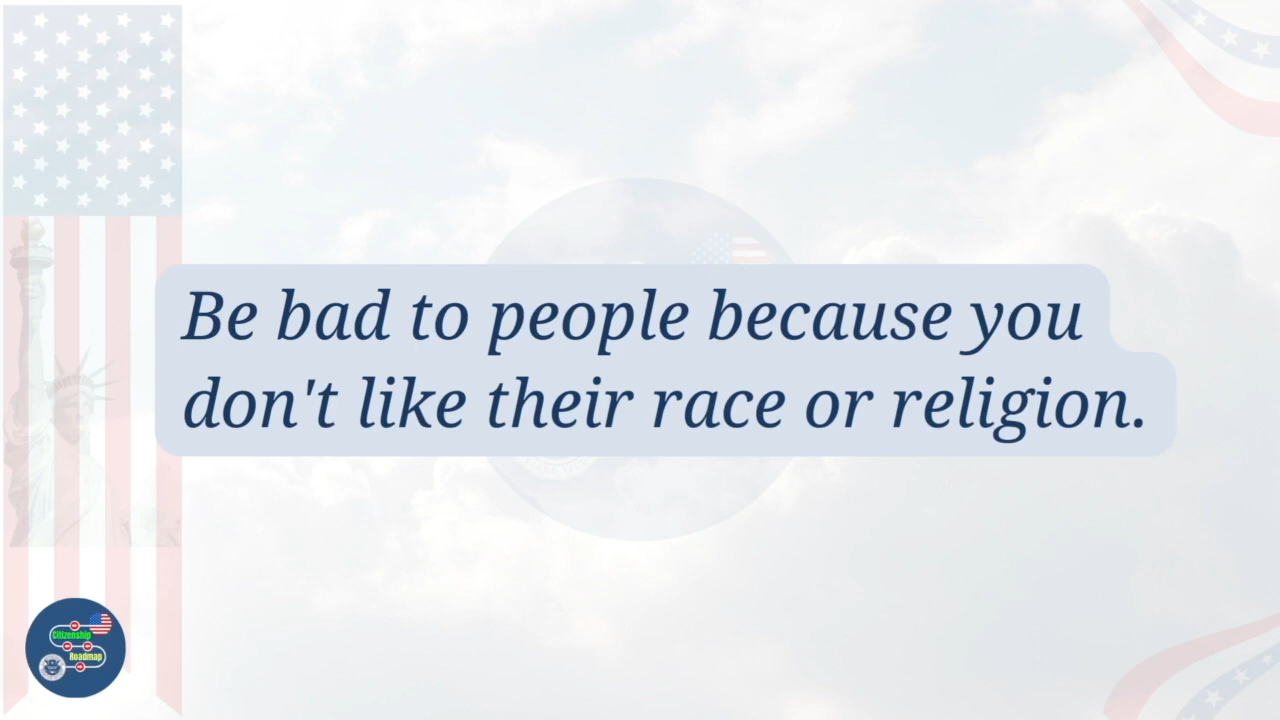 Be bad to people because you
don't like their race or religion.
Citizenship
Roadmap